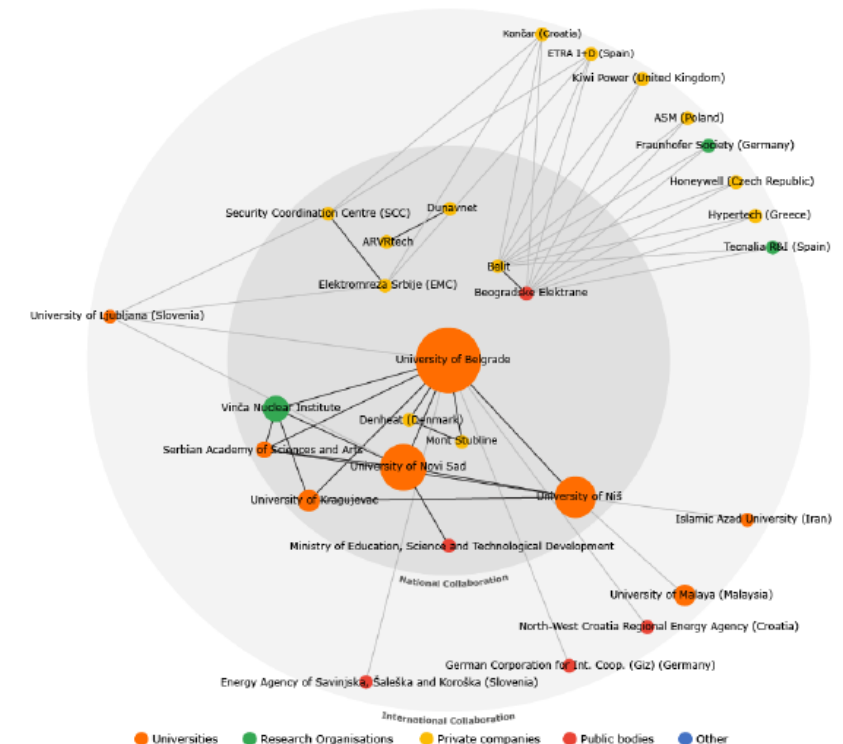 Končar (Croatia)
ETRA I+D (Spain)
Kiwi Power (United Kingdom)
ASM (Poland)
Fraunhofer Society (Germany)
Honeywell (Czech Republic)
Security Coordination Centre (SCC)
Dunavnet
Hypertech (Greece)
ARVRtech
Tecnalia R&I (Spain)
Belit
Elektromreza Srbije (EMC)
Beogradske Elektrane
University of Ljubljana (Slovenia)
University of Belgrade
Vinča Nuclear Institute
Denheat (Denmark)
Mont Stubline
Serbian Academy of Sciences and Arts
University of Novi Sad
University of Kragujevac
University of Niš
Islamic Azad University (Iran)
Ministry of Education, Science and Technological Development
National Collaboration
University of Malaya (Malaysia)
North-West Croatia Regional Energy Agency (Croatia)
German Corporation for Int. Coop. (Giz) (Germany)
Energy Agency of Savinjska, Šaleška and Koroška (Slovenia)
International Collaboration
Universities Research Organisations Private companies Public bodies Other